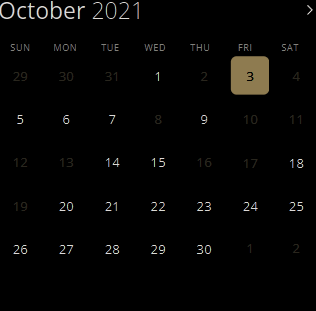 October 2021
SUN MON TUE WED THU FRI SAT
29 30 31 1 2 3 4
5 6 7 8 9 10 11
12 13 14 15 16 17 18
19 20 21 22 23 24 25
26 27 28 29 30 1 2